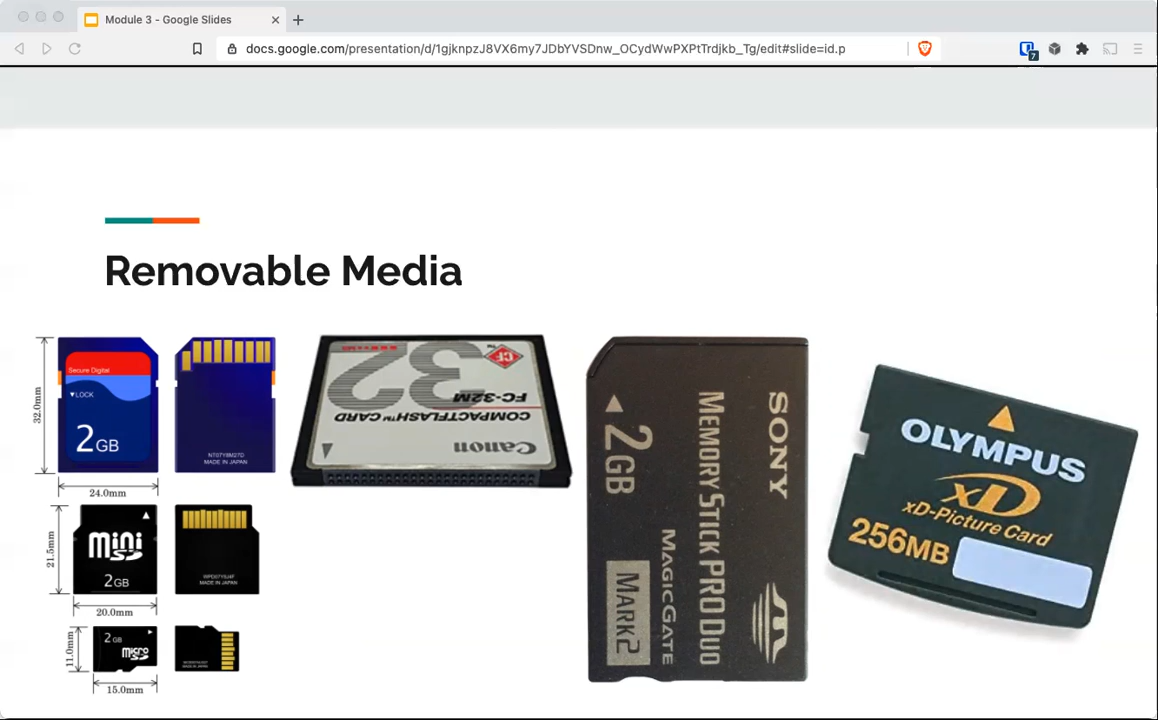 Module 3 - Google Slides
docs.google.com/presentation/d/1gjknpzJ8VX6my7JDbYVSDnw_OCydWwPXPtTrdjkb_Tg/edit#slide=id.p
7
Removable Media
32.0mm
Secure Digital
▼LOCK
2GB
24.0mm
MADE IN JAPAN
21.5mm
mini
SD
2GB
20.0mm
MADE IN JAPAN
11.0mm
2GB
micro
SD
15.0mm
Canon
COMPACTFLASH™ CARD
FC-32M
32
CF
SONY
MEMORY STICK PRO DUO
MAGICGATE
2GB
MARK2
OLYMPUS
xD
xD-Picture Card
256MB